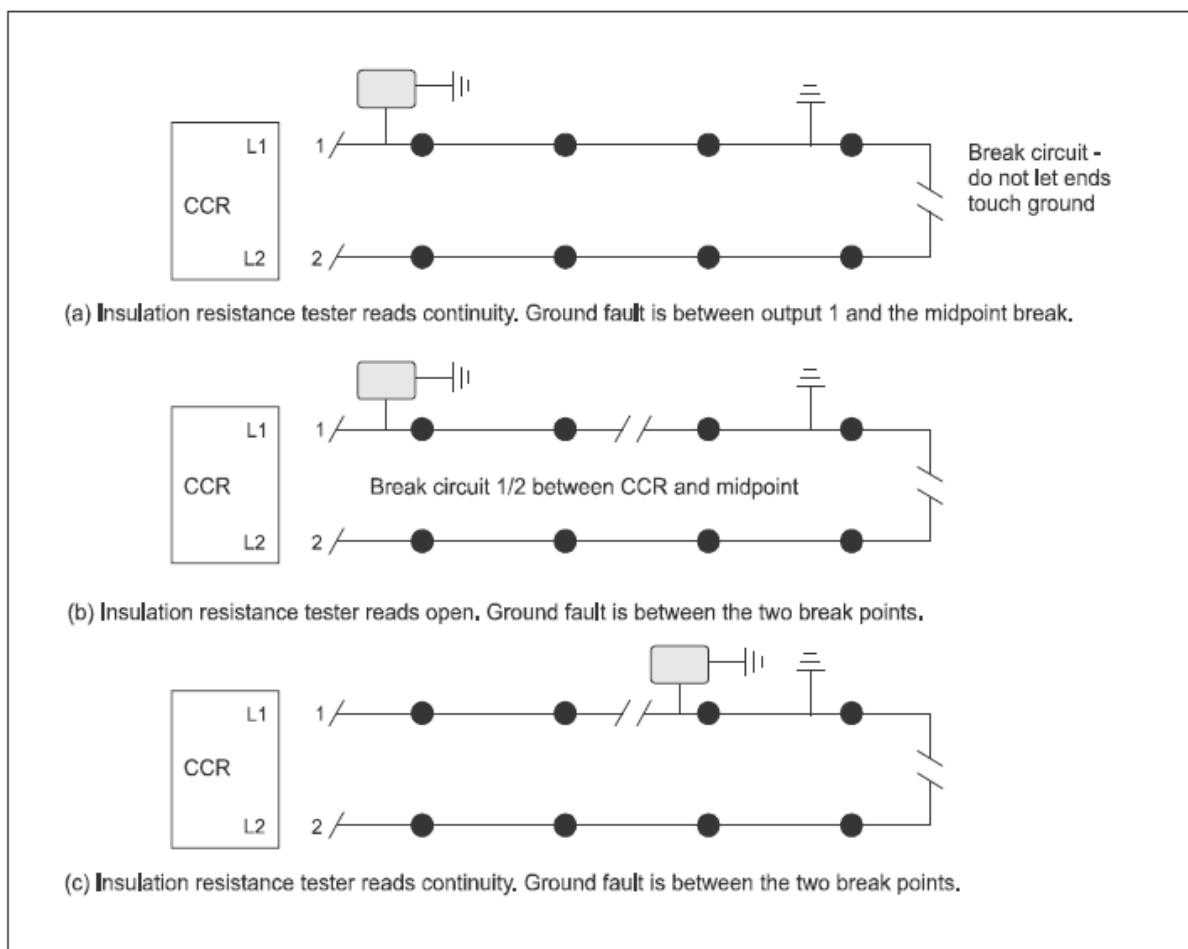 L1
1
CCR
L2
2
Break circuit -
do not let ends
touch ground
(a) Insulation resistance tester reads continuity. Ground fault is between output 1 and the midpoint break.
L1
1
CCR
Break circuit 1/2 between CCR and midpoint
L2
2
(b) Insulation resistance tester reads open. Ground fault is between the two break points.
L1
1
CCR
L2
2
(c) Insulation resistance tester reads continuity. Ground fault is between the two break points.